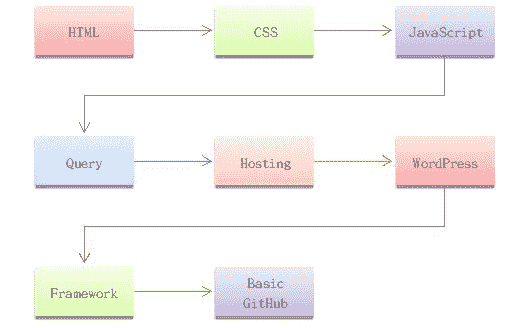 HTML
CSS
JavaScript
Query
Hosting
WordPress
Framework
Basic
GitHub